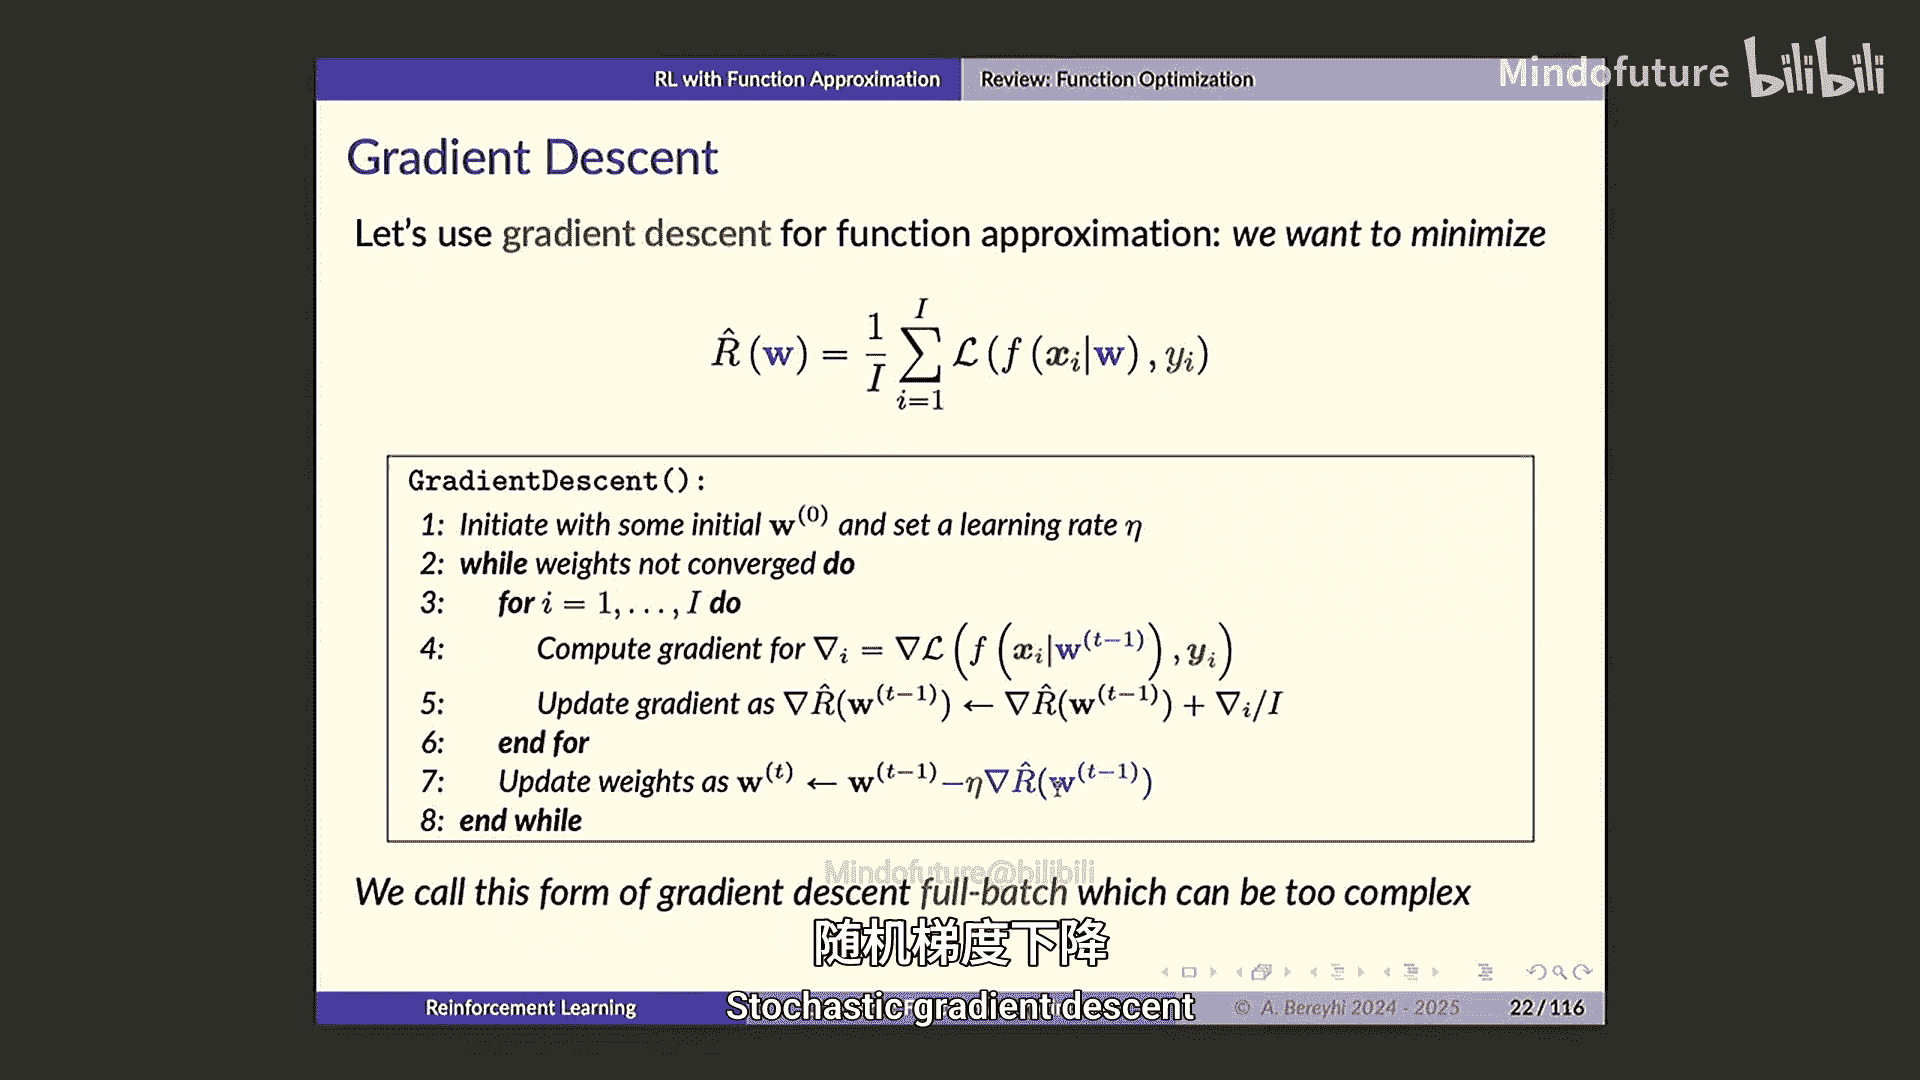 RL with Function Approximation
Review: Function Optimization
Mindofuture bilibili
Gradient Descent
Let's use gradient descent for function approximation: we want to minimize
R̂(w) = 1/I ∑_{i=1}^{I} ℒ(f(x_i|w), y_i)
GradientDescent():
1: Initiate with some initial w^(0) and set a learning rate η
2: while weights not converged do
3: for i = 1, . . . , I do
4: Compute gradient for ∇_i = ∇ℒ(f(x_i|w^(t−1)), y_i)
5: Update gradient as ∇R̂(w^(t−1)) ← ∇R̂(w^(t−1)) + ∇_i/I
6: end for
7: Update weights as w^(t) ← w^(t−1) −η∇R̂(w^(t−1))
8: end while
Mindofuture@bilibili
We call this form of gradient descent full-batch which can be too complex
随机梯度下降
Reinforcement Learning
Stochastic gradient descent
© A. Bereyhi 2024 - 2025
22 / 116